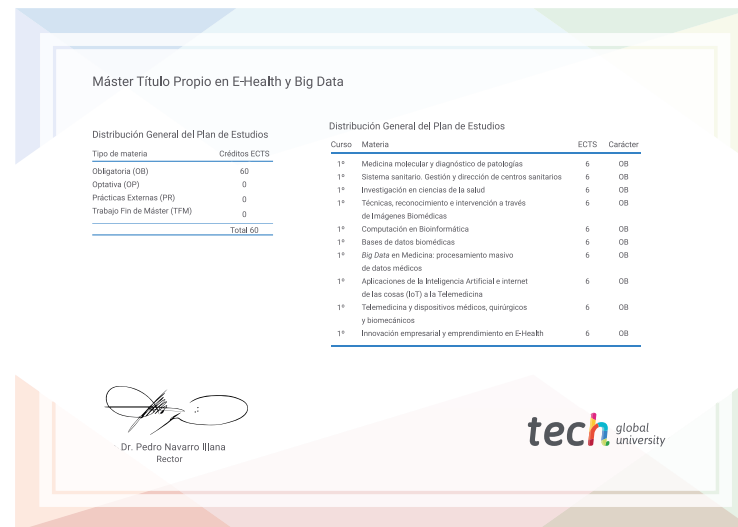 Máster Título Propio en E-Health y Big Data
Distribución General del Plan de Estudios
Tipo de materia Créditos ECTS
Obligatoria (OB) 60
Optativa (OP) 0
Prácticas Externas (PR) 0
Trabajo Fin de Máster (TFM) 0
Total 60
Distribución General del Plan de Estudios
Curso Materia ECTS Carácter
1º Medicina molecular y diagnóstico de patologías 6 OB
1º Sistema sanitario. Gestión y dirección de centros sanitarios 6 OB
1º Investigación en ciencias de la salud 6 OB
1º Técnicas, reconocimiento e intervención a través 6 OB
de Imágenes Biomédicas
1º Computación en Bioinformática 6 OB
1º Bases de datos biomédicas 6 OB
1º Big Data en Medicina: procesamiento masivo 6 OB
de datos médicos
1º Aplicaciones de la Inteligencia Artificial e internet 6 OB
de las cosas (IoT) a la Telemedicina
1º Telemedicina y dispositivos médicos, quirúrgicos 6 OB
y biomecánicos
1º Innovación empresarial y emprendimiento en E-Health 6 OB
Dr. Pedro Navarro Illana
Rector
tech global
university